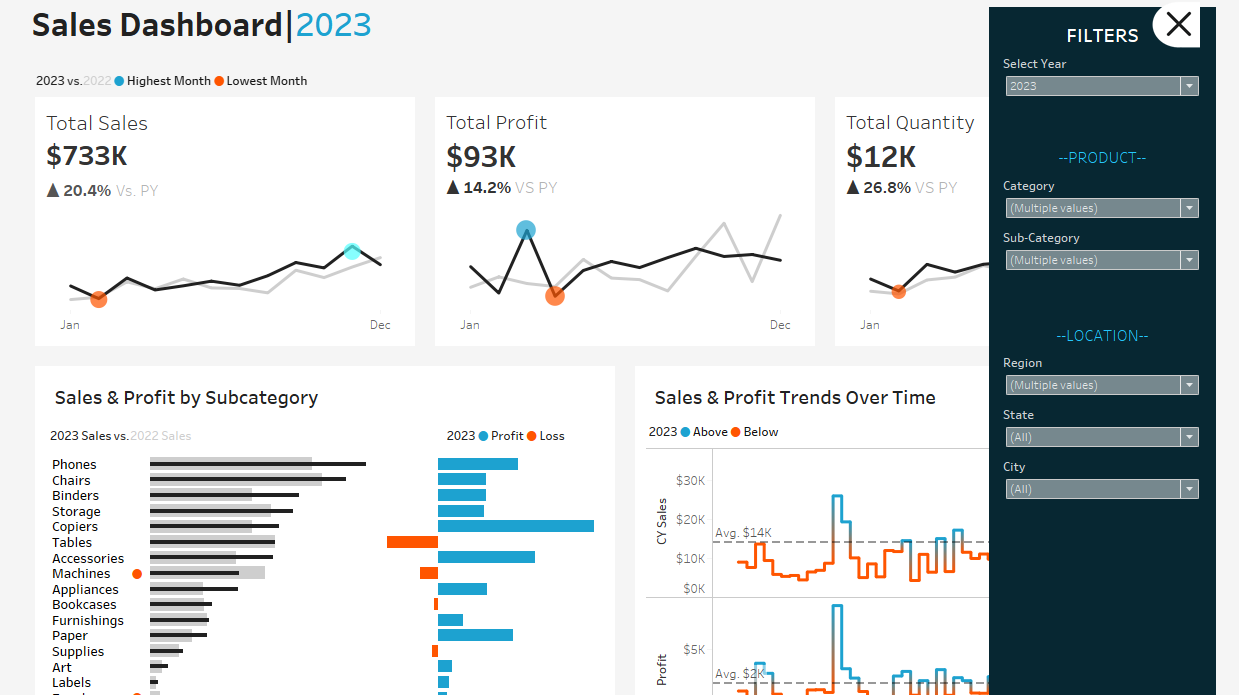 Sales Dashboard|2023
2023 vs.2022 Highest Month Lowest Month
Total Sales
$733K
▲ 20.4% Vs. PY
Jan Dec
Total Profit
$93K
▲ 14.2% VS PY
Jan Dec
Total Quantity
$12K
▲ 26.8% VS PY
Jan
Sales & Profit by Subcategory
2023 Sales vs.2022 Sales
2023 Profit Loss
Phones
Chairs
Binders
Storage
Copiers
Tables
Accessories
Machines
Appliances
Bookcases
Furnishings
Paper
Supplies
Art
Labels
Sales & Profit Trends Over Time
2023 Above Below
CY Sales
$30K
$20K
Avg. $14K
$10K
$0K
Profit
$5K
Avg. $2K
FILTERS
Select Year
2023
--PRODUCT--
Category
(Multiple values)
Sub-Category
(Multiple values)
--LOCATION--
Region
(Multiple values)
State
(All)
City
(All)